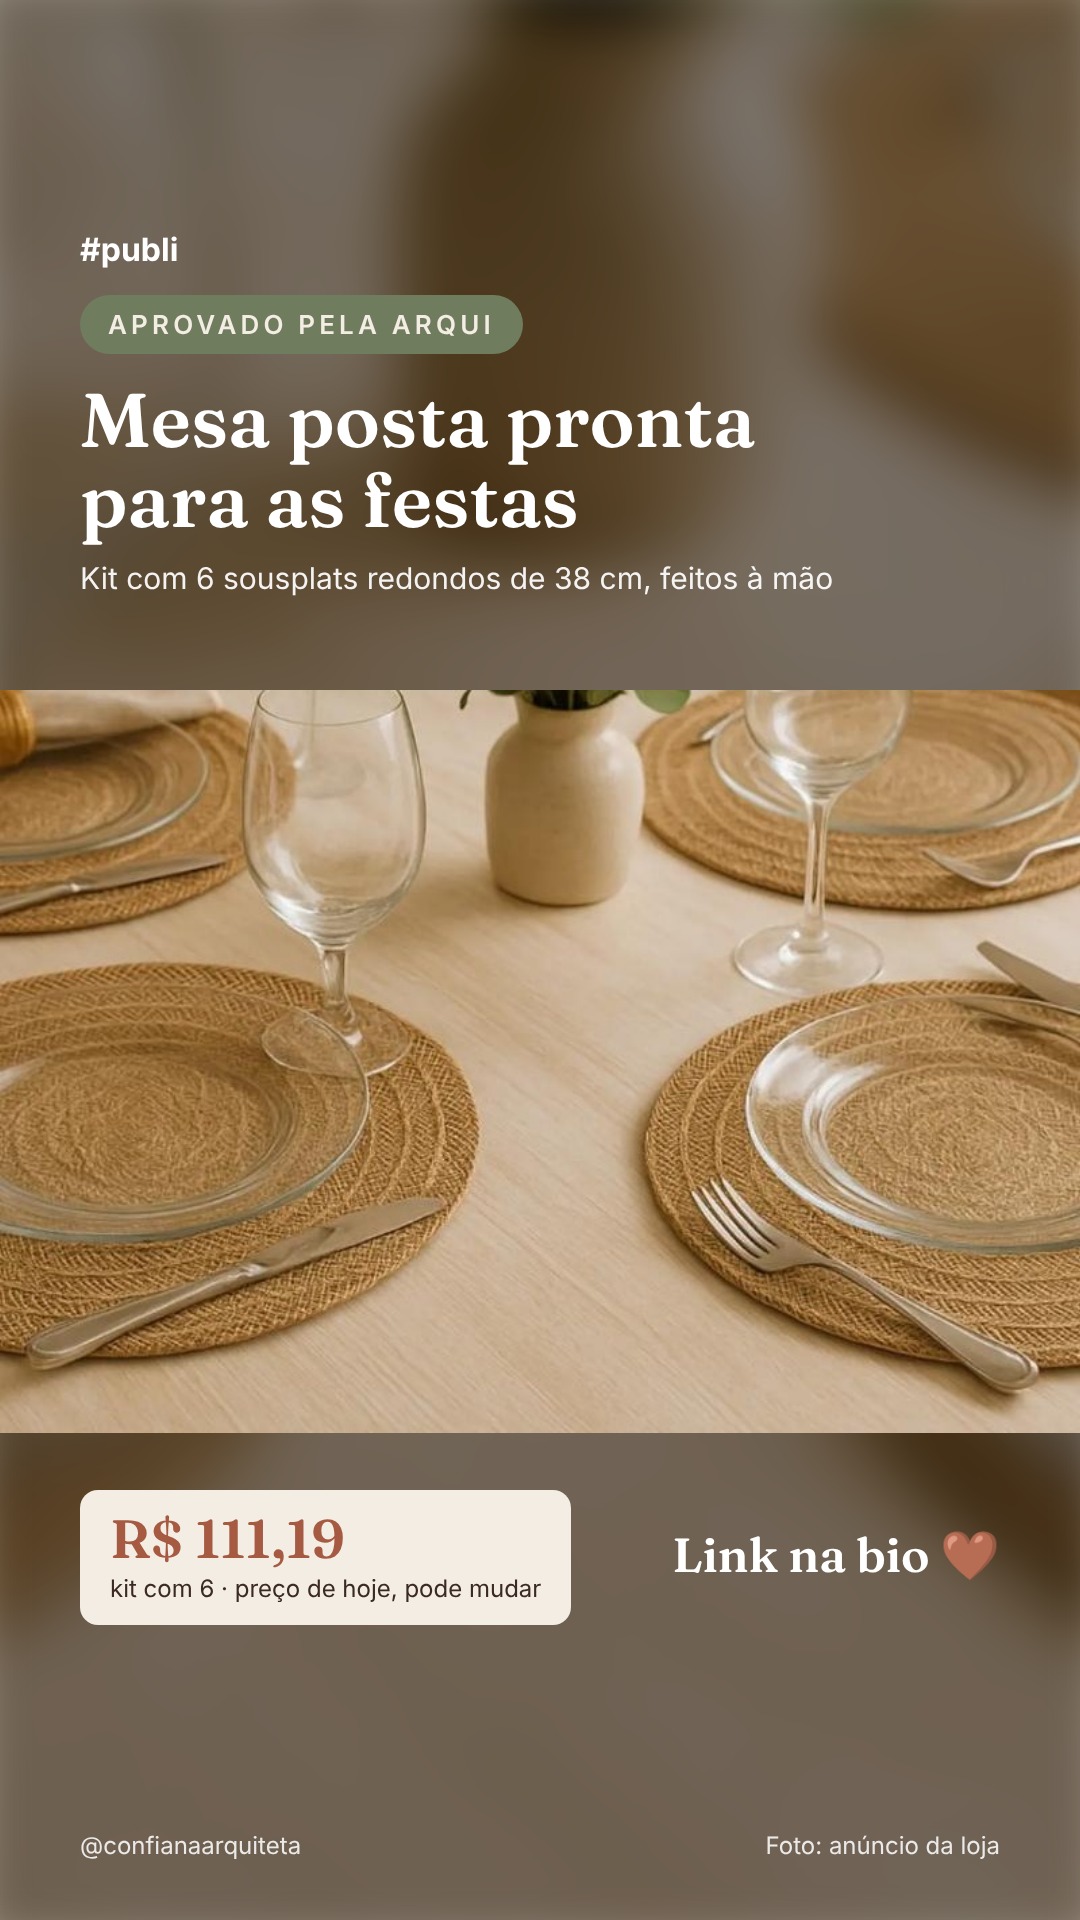 #publi
APROVADO PELA ARQUI
Mesa posta pronta
para as festas
Kit com 6 sousplats redondos de 38 cm, feitos à mão
R$ 111,19
kit com 6 · preço de hoje, pode mudar
Link na bio 🤎
@confianaarquiteta
Foto: anúncio da loja